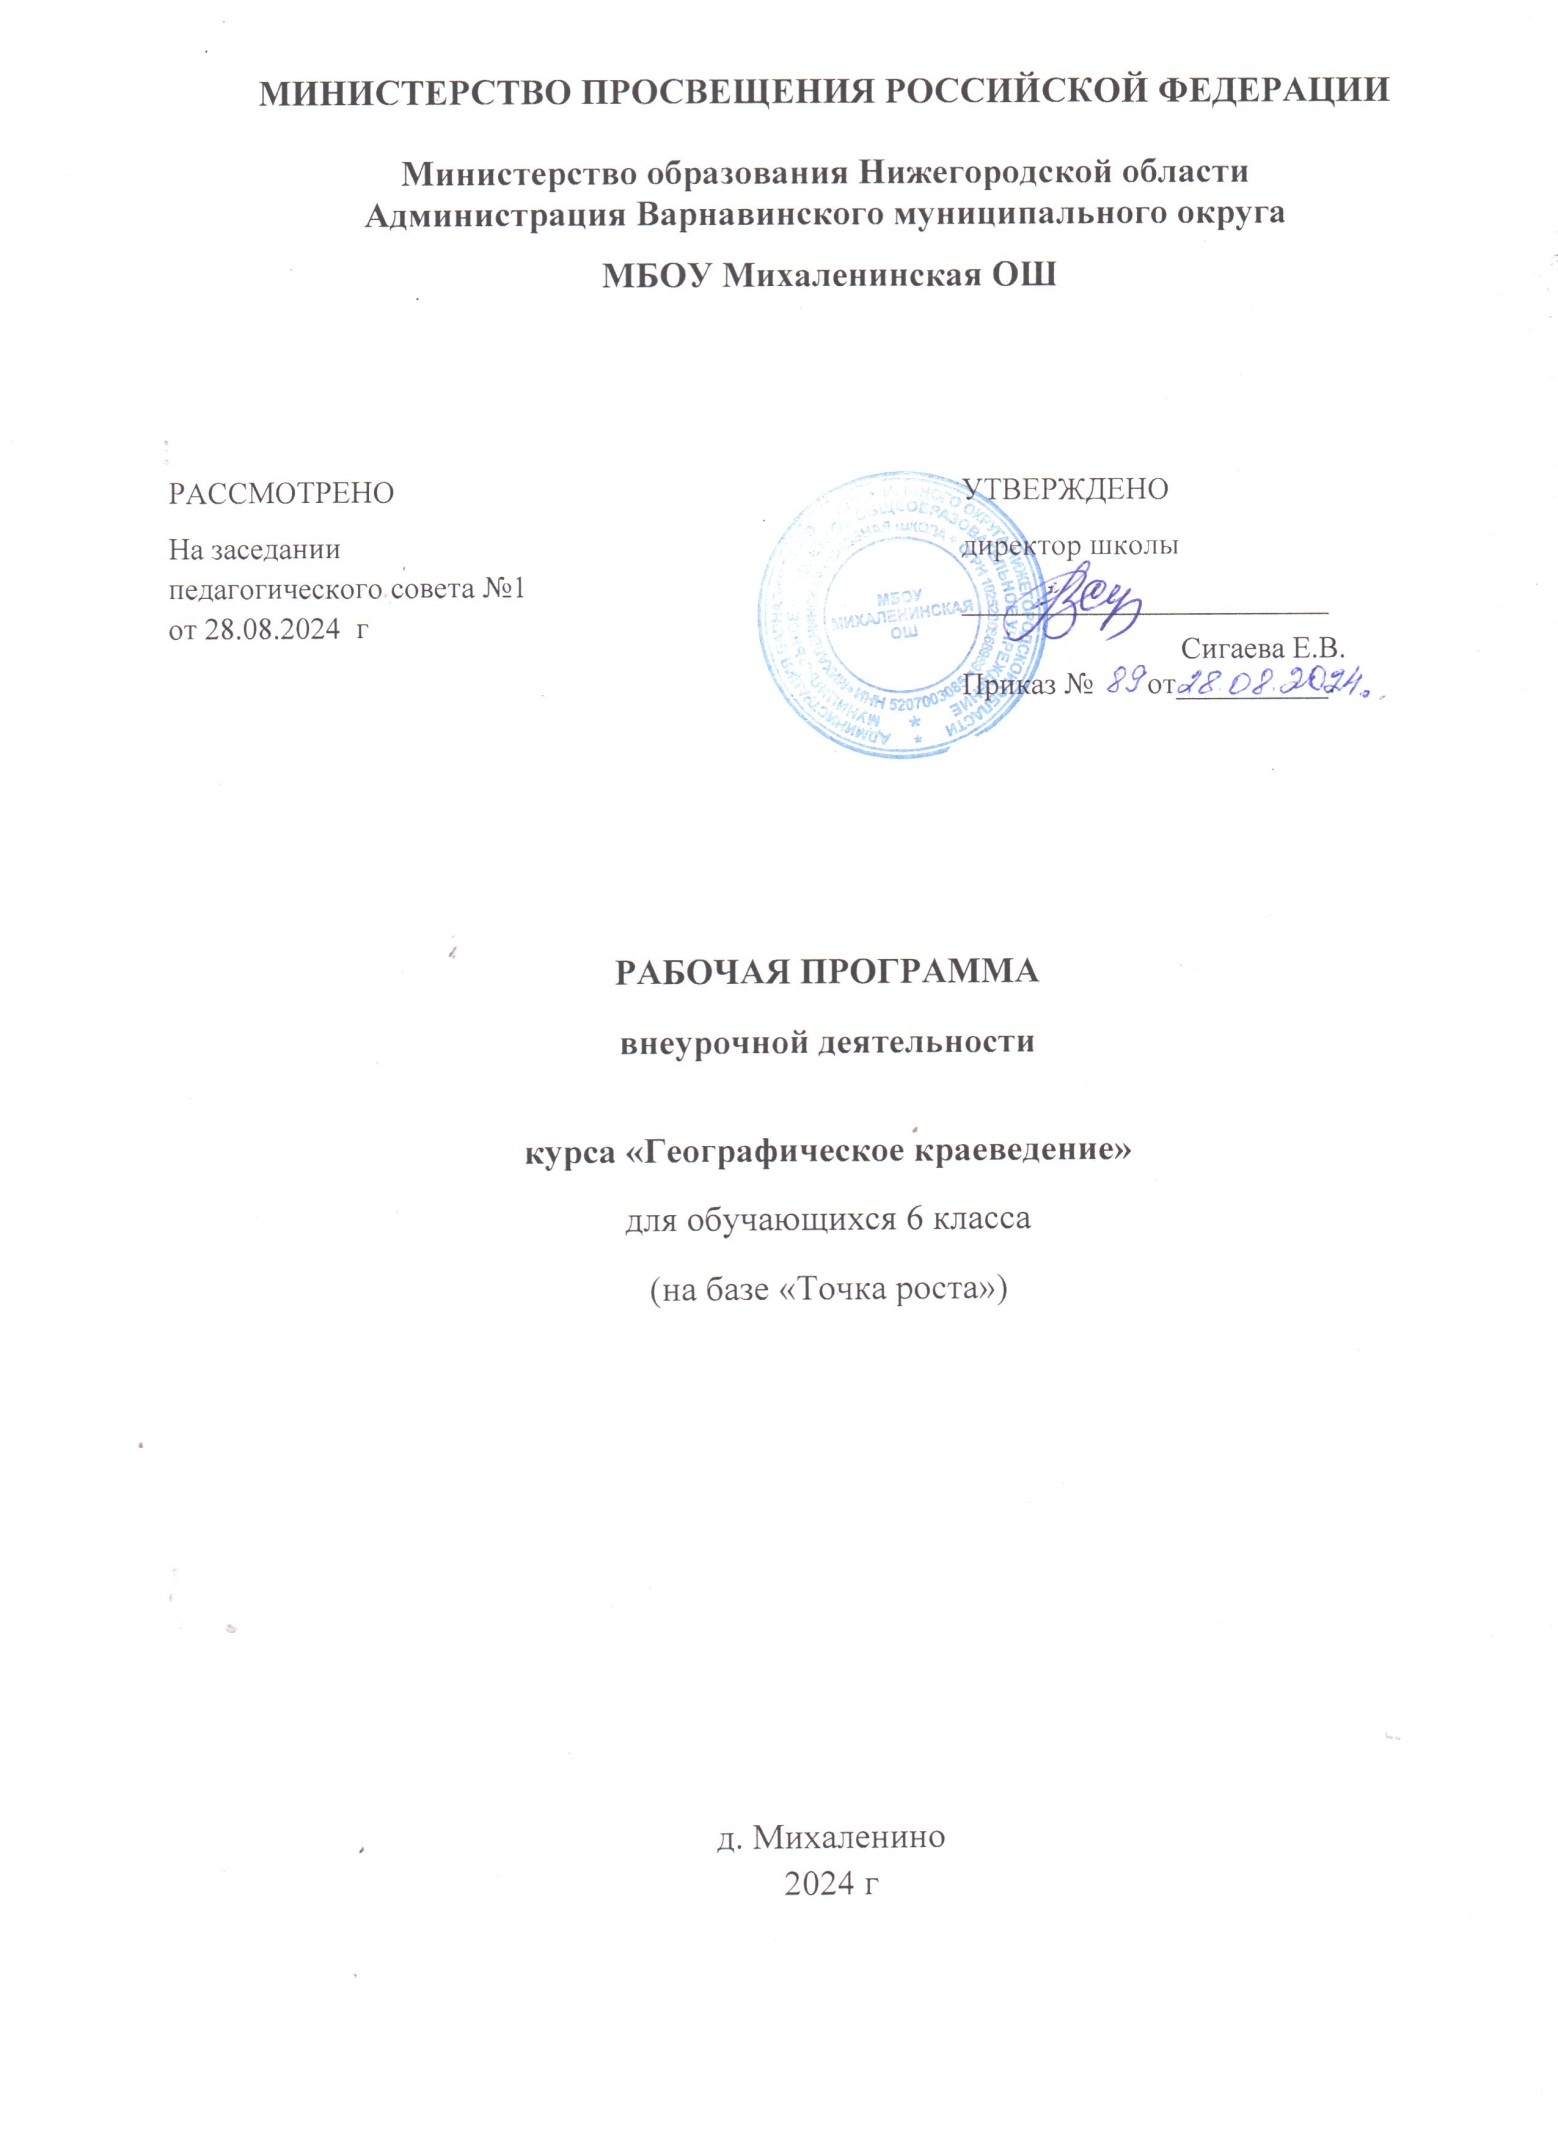 МИНИСТЕРСТВО ПРОСВЕЩЕНИЯ РОССИЙСКОЙ ФЕДЕРАЦИИ
Министерство образования Нижегородской области
Администрация Варнавинского муниципального округа
МБОУ Михаленинская ОШ
РАССМОТРЕНО
На заседании
педагогического совета №1
от 28.08.2024 г
УТВЕРЖДЕНО
директор школы
Сигаева Е.В.
Приказ № 89 от 28.08.2024.
МБОУ
МИХАЛЕНИНСКАЯ
ОШ
ИНН 5207003085
РАБОЧАЯ ПРОГРАММА
внеурочной деятельности
курса «Географическое краеведение»
для обучающихся 6 класса
(на базе «Точка роста»)
д. Михаленино
2024 г